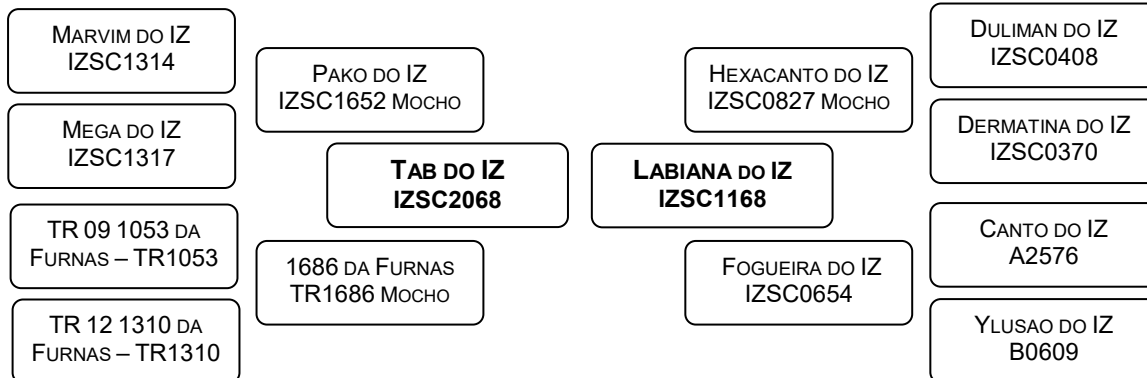 MARVIM DO IZ
IZSC1314
MEGA DO IZ
IZSC1317
TR 09 1053 DA
FURNAS – TR1053
TR 12 1310 DA
FURNAS – TR1310
PAKO DO IZ
IZSC1652 MOCHO
1686 DA FURNAS
TR1686 MOCHO
TAB DO IZ
IZSC2068
LABIANA DO IZ
IZSC1168
HEXACANTO DO IZ
IZSC0827 MOCHO
FOGUEIRA DO IZ
IZSC0654
DULIMAN DO IZ
IZSC0408
DERMATINA DO IZ
IZSC0370
CANTO DO IZ
A2576
YLUSAO DO IZ
B0609